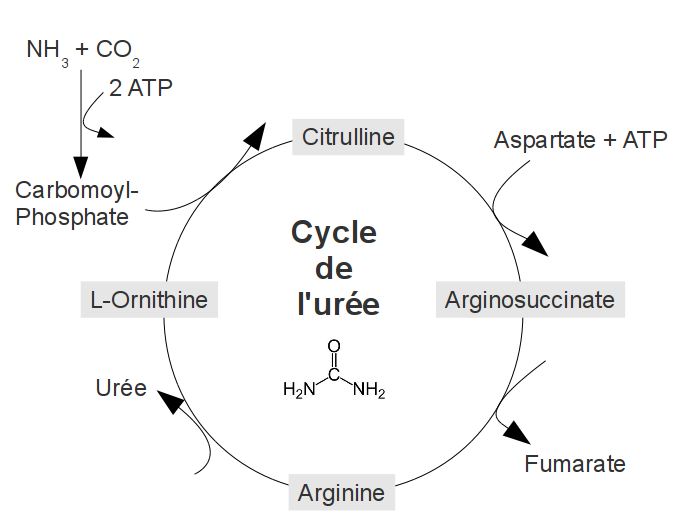 NH3 + CO2
2 ATP
Carbomoyl-
Phosphate
Citrulline
Aspartate + ATP
Cycle
de
l'urée
L-Ornithine
Arginosuccinate
O
C
H2N
NH2
Urée
Fumarate
Arginine